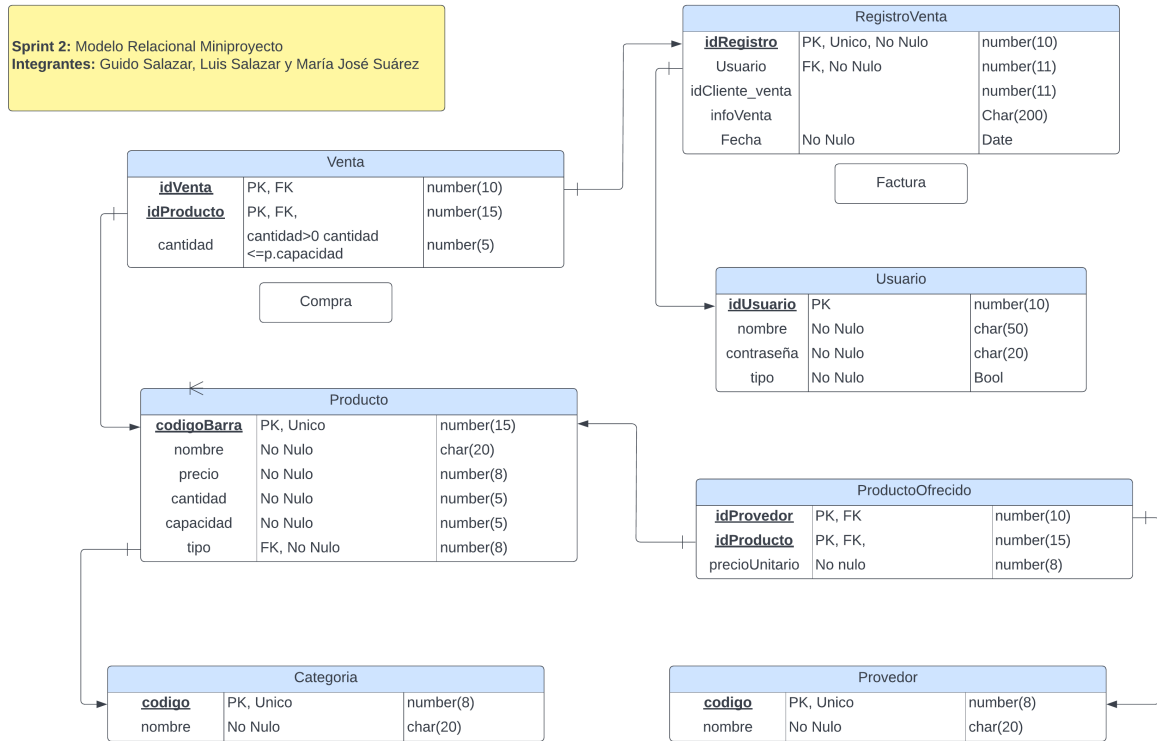 Sprint 2: Modelo Relacional Miniproyecto
Integrantes: Guido Salazar, Luis Salazar y María José Suárez
RegistroVenta
idRegistro PK, Unico, No Nulo number(10)
Usuario FK, No Nulo number(11)
idCliente_venta number(11)
infoVenta Char(200)
Fecha No Nulo Date
Factura
Venta
idVenta PK, FK number(10)
idProducto PK, FK, number(15)
cantidad cantidad>0 cantidad <=p.capacidad number(5)
Compra
Usuario
idUsuario PK number(10)
nombre No Nulo char(50)
contraseña No Nulo char(20)
tipo No Nulo Bool
Producto
codigoBarra PK, Unico number(15)
nombre No Nulo char(20)
precio No Nulo number(8)
cantidad No Nulo number(5)
capacidad No Nulo number(5)
tipo FK, No Nulo number(8)
ProductoOfrecido
idProvedor PK, FK number(10)
idProducto PK, FK, number(15)
precioUnitario No nulo number(8)
Categoria
codigo PK, Unico number(8)
nombre No Nulo char(20)
Provedor
codigo PK, Unico number(8)
nombre No Nulo char(20)